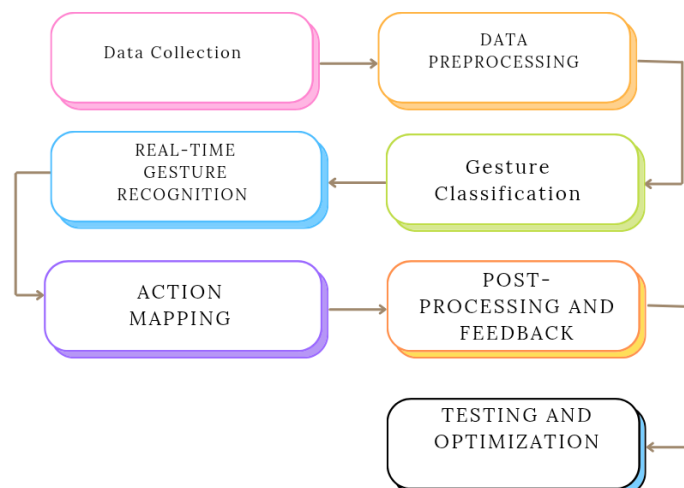 Data Collection
DATA
PREPROCESSING
Gesture
Classification
REAL-TIME
GESTURE
RECOGNITION
ACTION
MAPPING
POST-
PROCESSING AND
FEEDBACK
TESTING AND
OPTIMIZATION